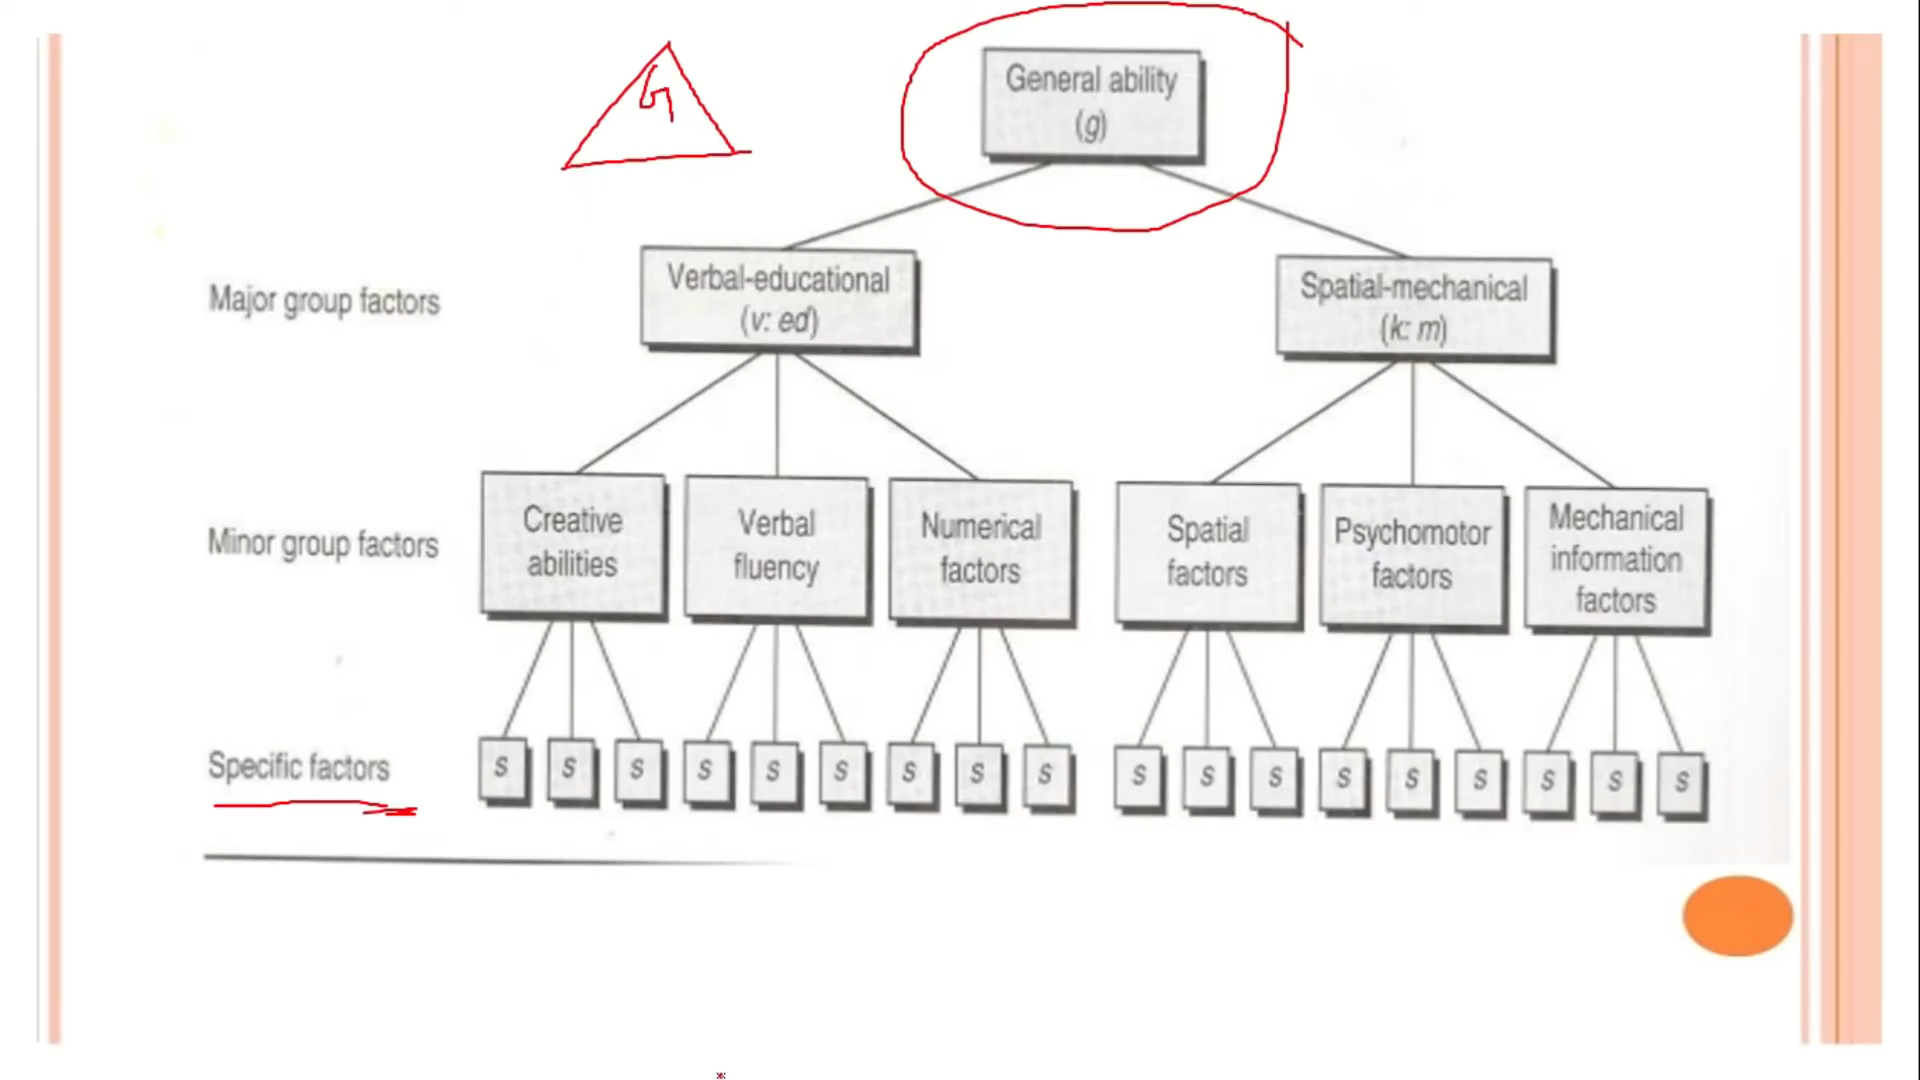 G
General ability
(g)
Major group factors
Verbal-educational
(v: ed)
Spatial-mechanical
(k: m)
Minor group factors
Creative
abilities
Verbal
fluency
Numerical
factors
Spatial
factors
Psychomotor
factors
Mechanical
information
factors
Specific factors
s s s s s s s s s s s s s s s s s s